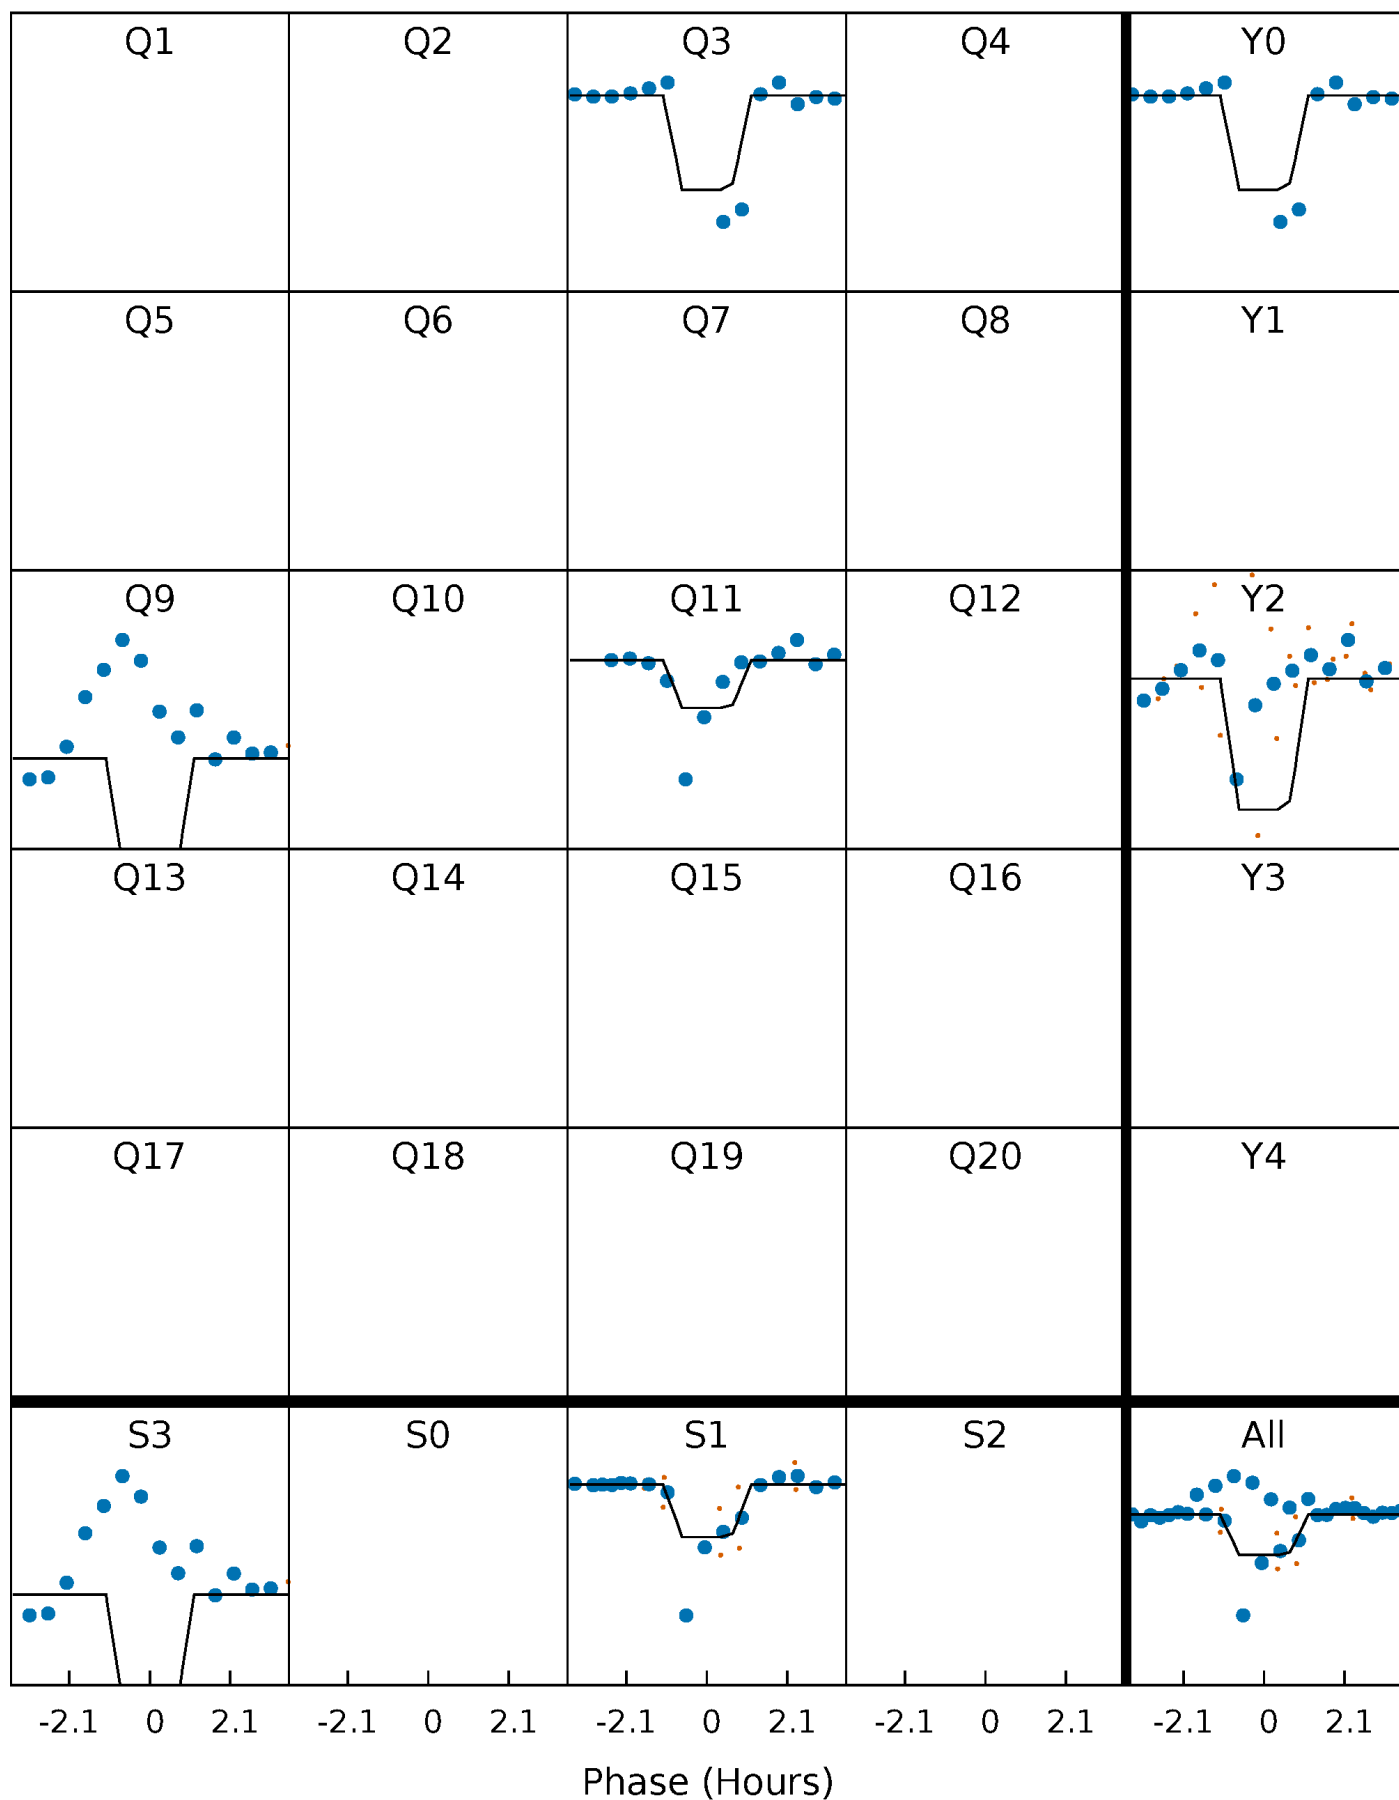 Q1 Q2 Q3 Q4 Y0
Q5 Q6 Q7 Q8 Y1
Q9 Q10 Q11 Q12 Y2
Q13 Q14 Q15 Q16 Y3
Q17 Q18 Q19 Q20 Y4
S3 S0 S1 S2 All
-2.1 0 2.1 -2.1 0 2.1 -2.1 0 2.1 -2.1 0 2.1 -2.1 0 2.1
Phase (Hours)